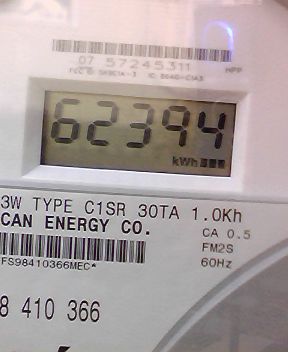 07 57245311
HPP
62394
kWh
3W TYPE C1SR 30TA 1.0Kh
CAN ENERGY CO.
CA 0.5
FM2S
60Hz
FS98410366MEC*
8 410 366